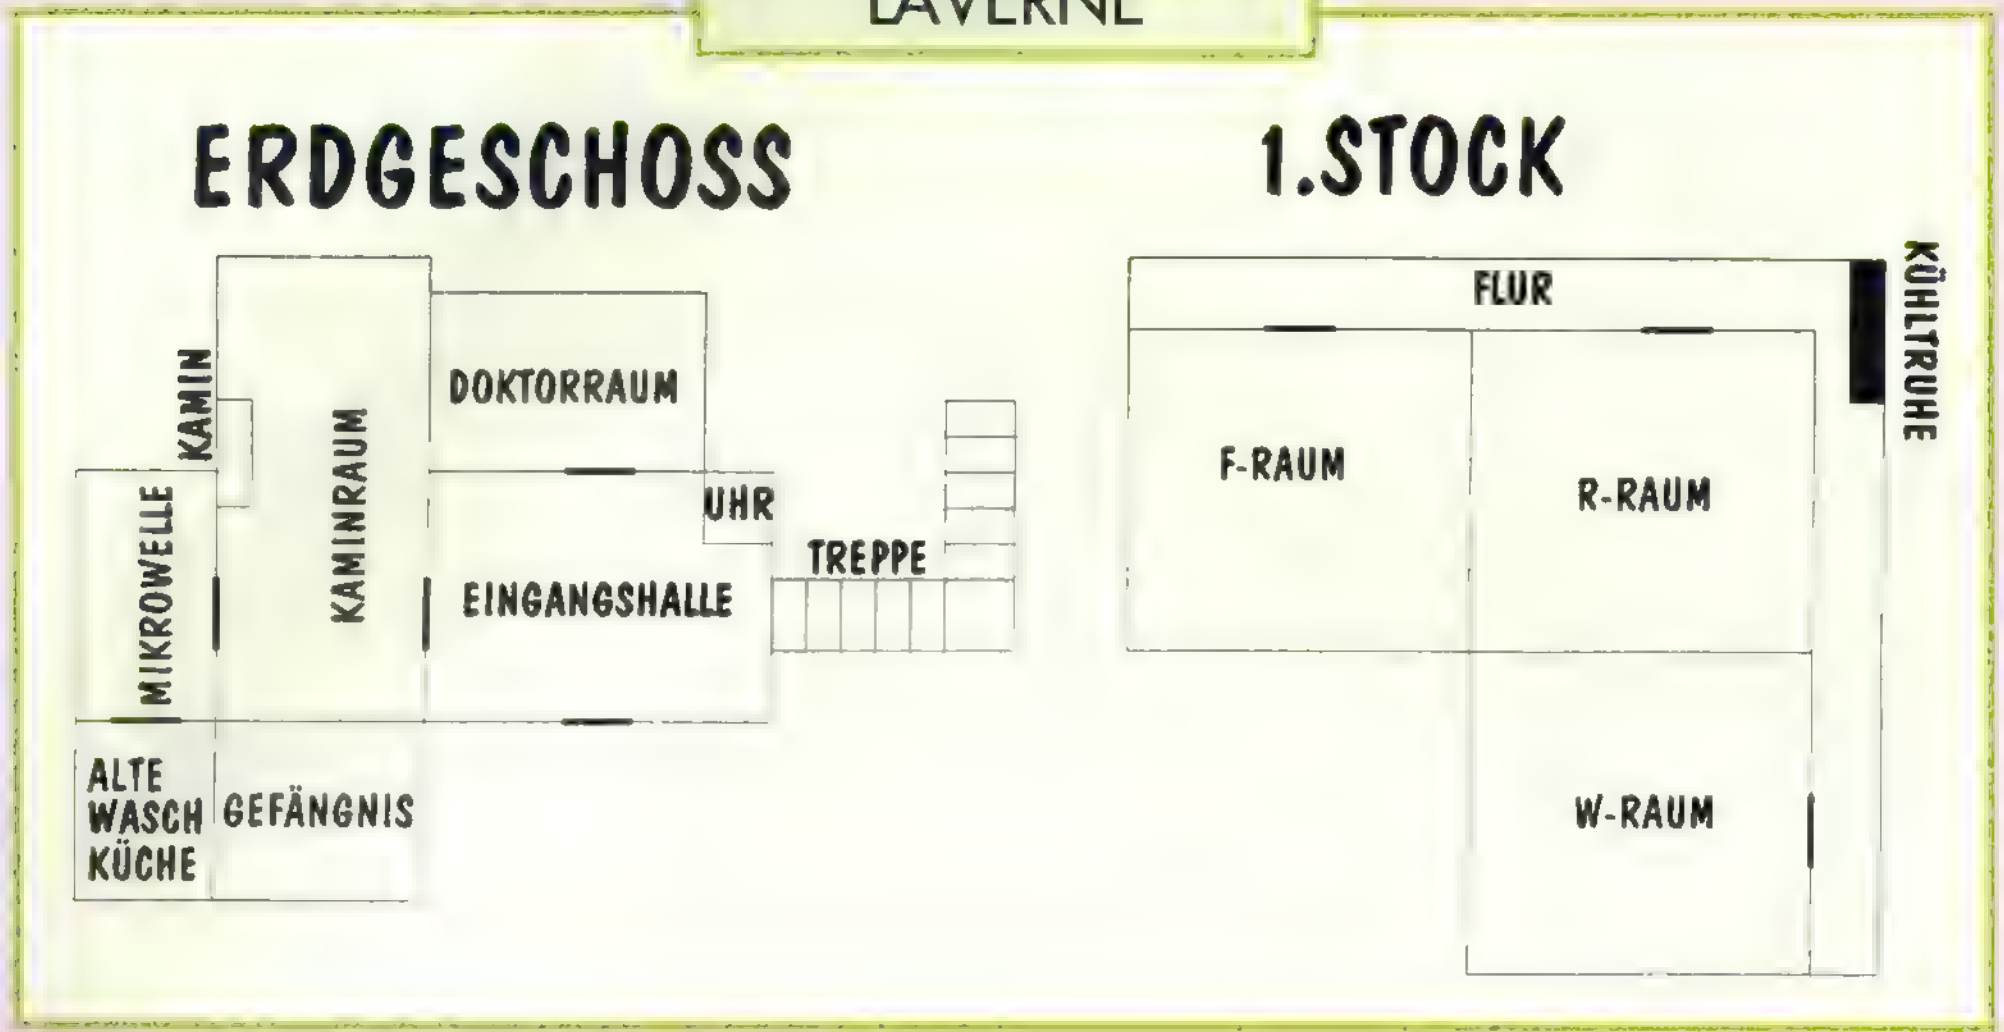 LAVERNE
ERDGESCHOSS
1.STOCK
FLUR
KÜHLTRUHE
KAMIN
KAMINRAUM
DOKTORRAUM
MIKROWELLE
UHR
TREPPE
EINGANGSHALLE
F-RAUM
R-RAUM
ALTE
WASCH
KÜCHE
GEFÄNGNIS
W-RAUM